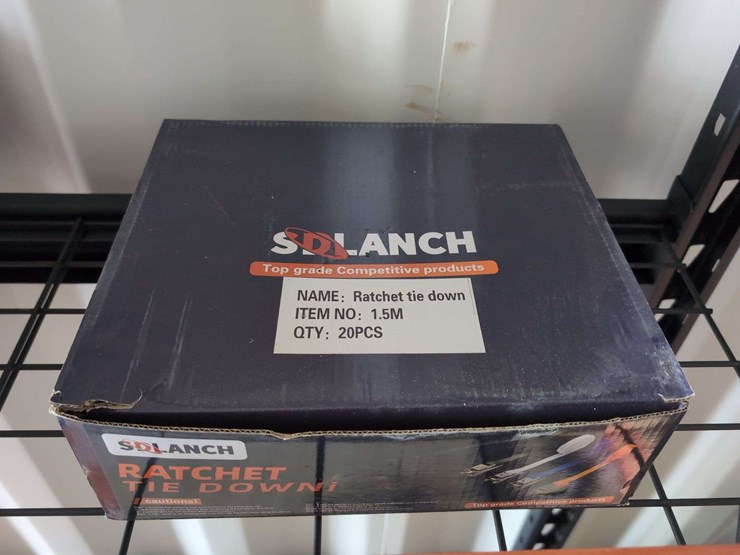 SDLANCH
Top grade Competitive products
NAME: Ratchet tie down
ITEM NO: 1.5M
QTY: 20PCS
SDLANCH
RATCHET
TIE DOWN
Cautions!
Top grade Competitive products